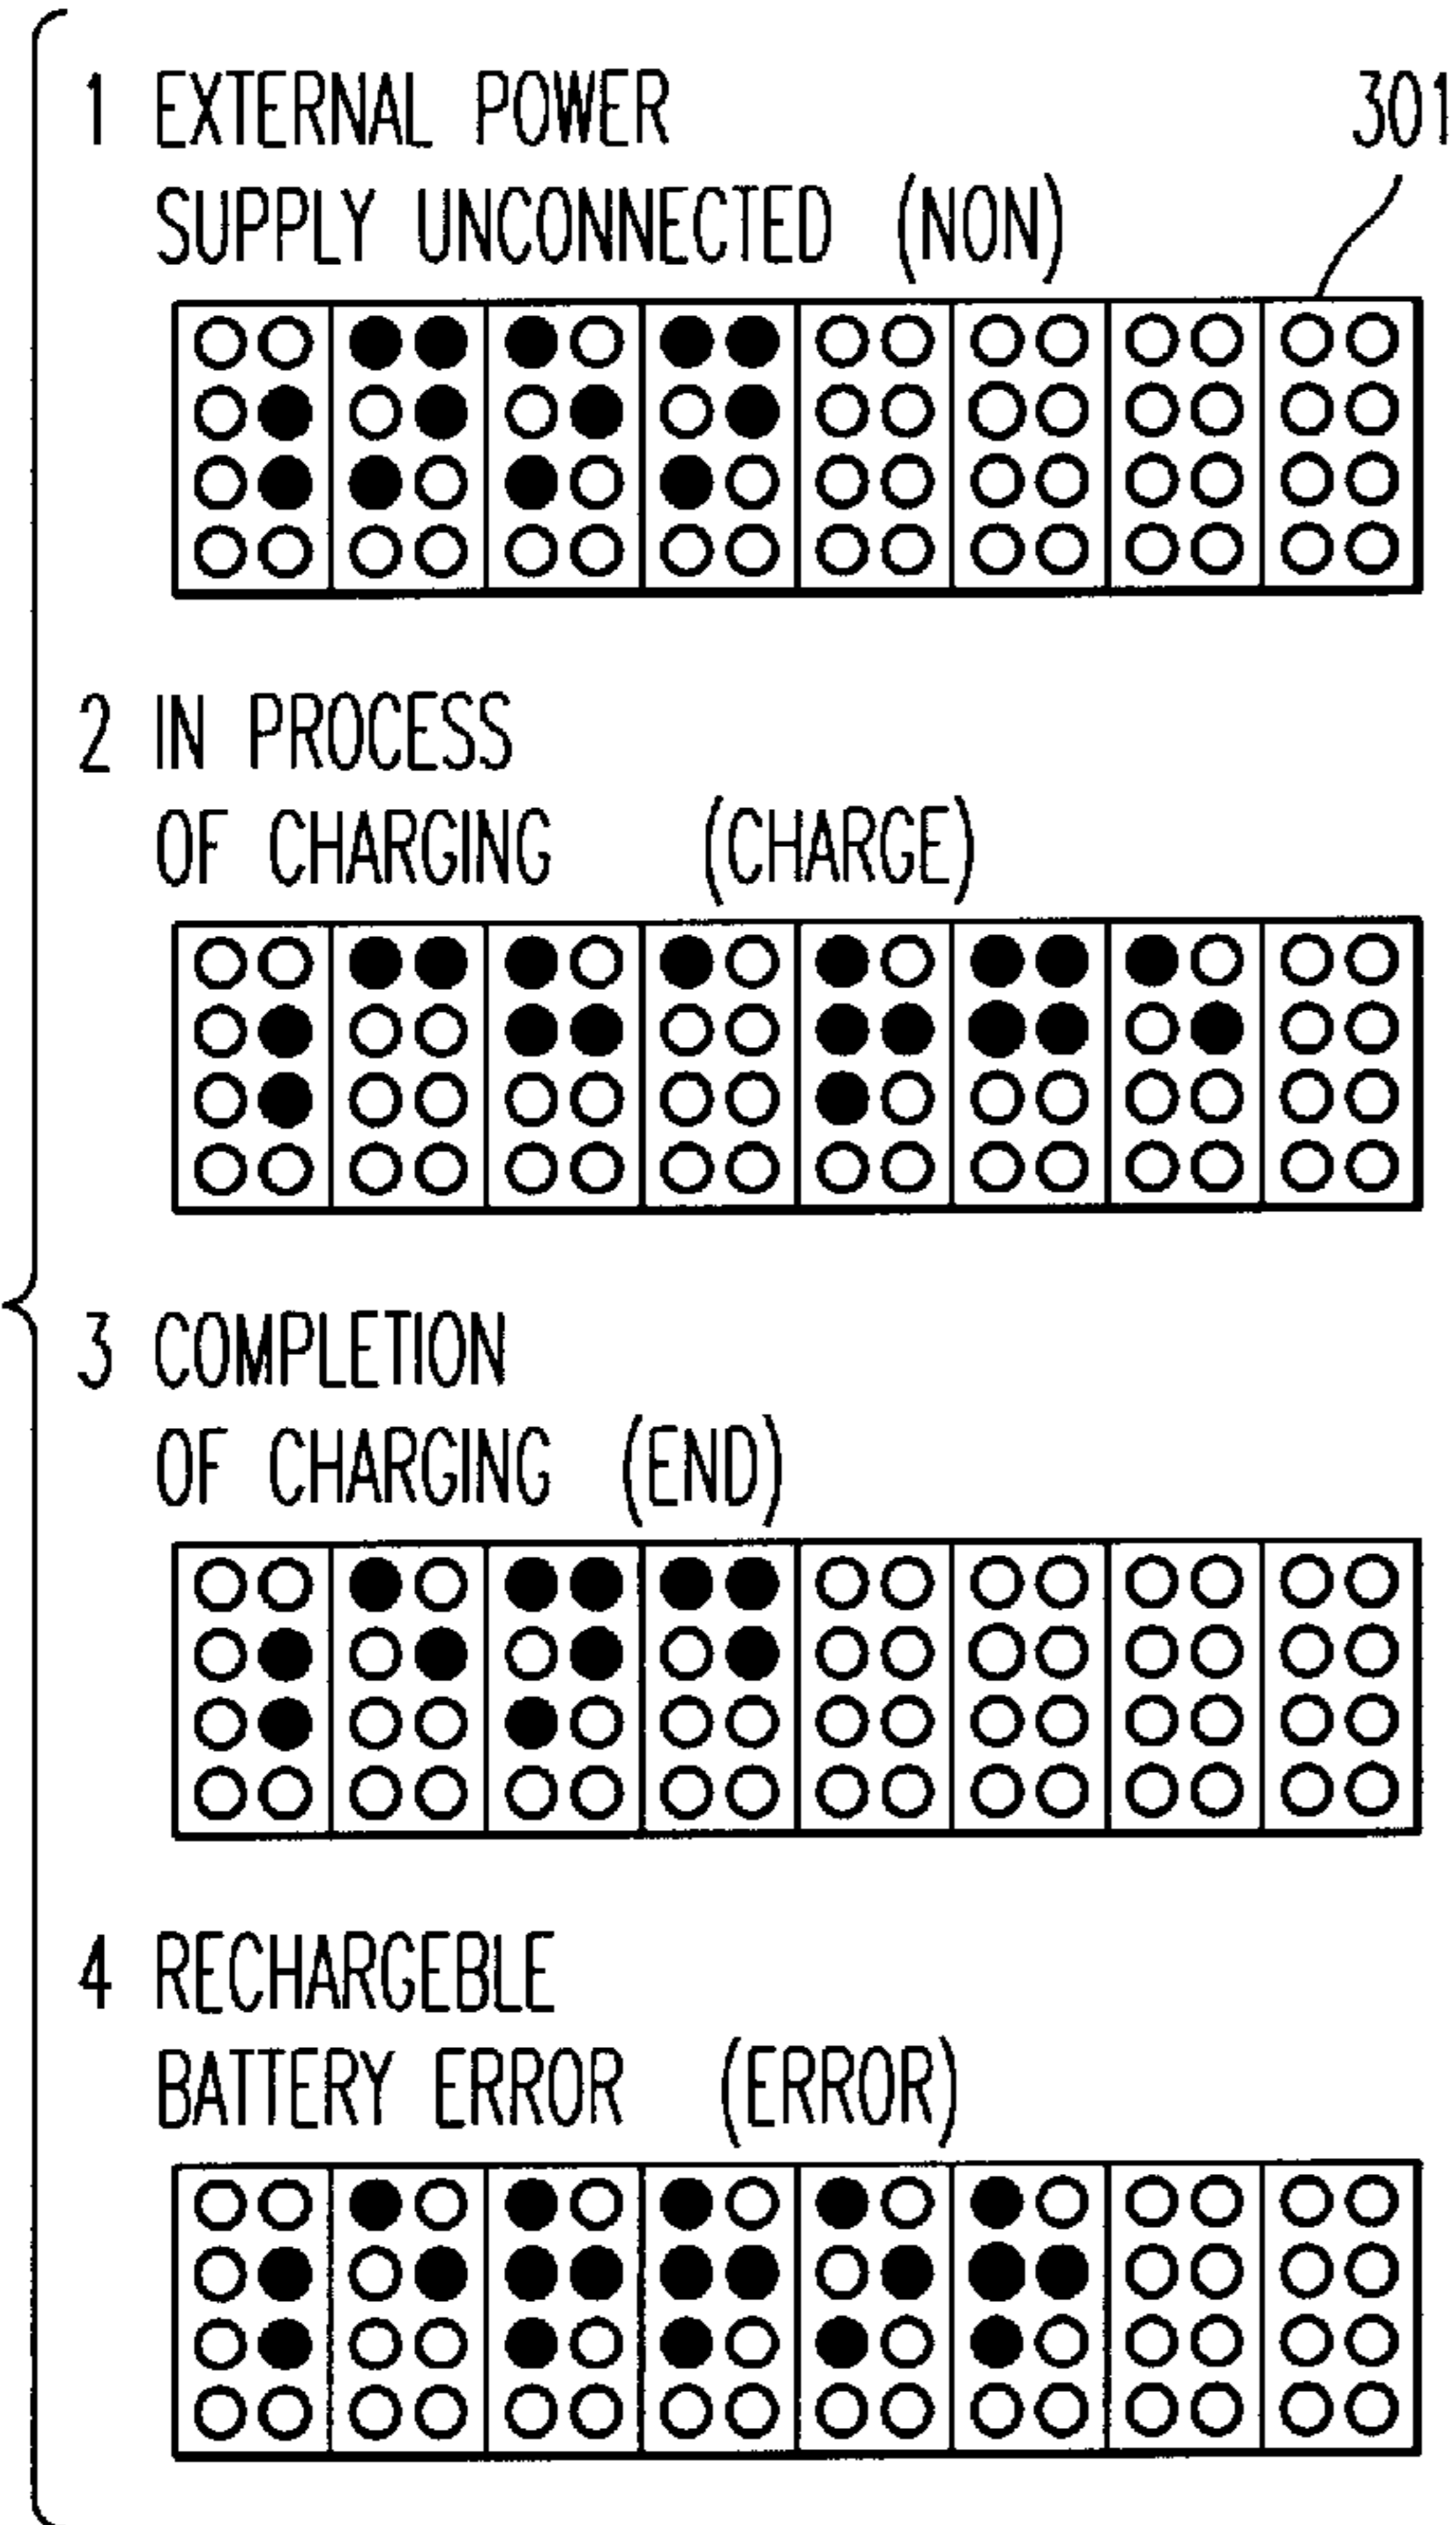 1 EXTERNAL POWER
301
SUPPLY UNCONNECTED (NON)
2 IN PROCESS
OF CHARGING (CHARGE)
3 COMPLETION
OF CHARGING (END)
4 RECHARGEBLE
BATTERY ERROR (ERROR)